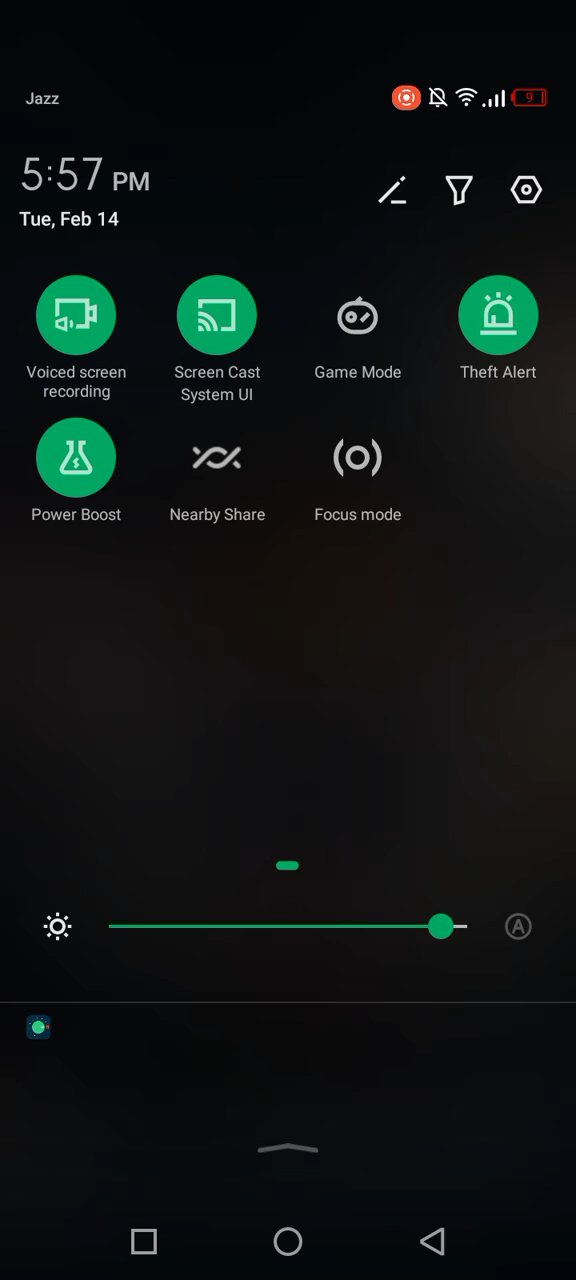 Jazz
9
5:57 PM
Tue, Feb 14
Voiced screen
recording
Screen Cast
System UI
Game Mode
Theft Alert
Power Boost
Nearby Share
Focus mode
A